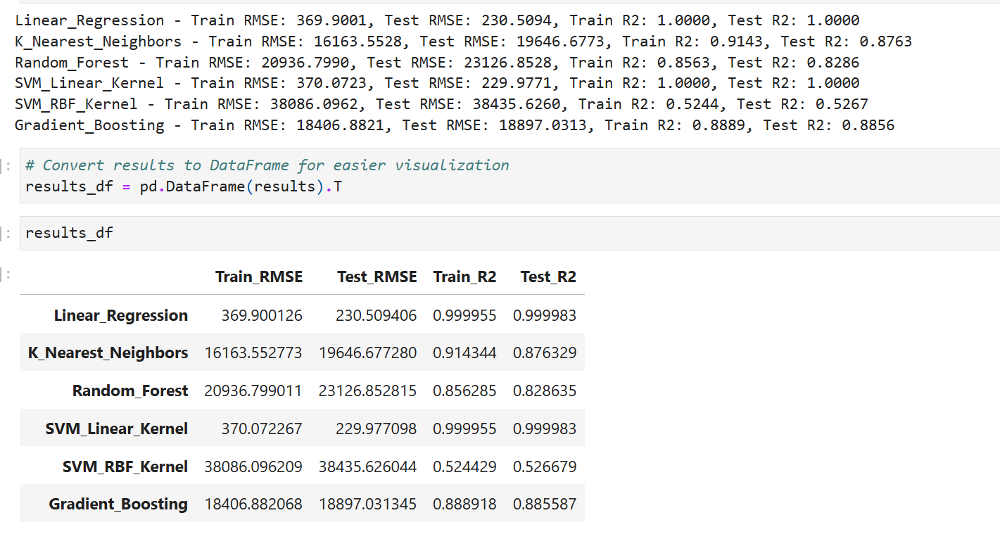 Linear_Regression - Train RMSE: 369.9001, Test RMSE: 230.5094, Train R2: 1.0000, Test R2: 1.0000
K_Nearest_Neighbors - Train RMSE: 16163.5528, Test RMSE: 19646.6773, Train R2: 0.9143, Test R2: 0.8763
Random_Forest - Train RMSE: 20936.7990, Test RMSE: 23126.8528, Train R2: 0.8563, Test R2: 0.8286
SVM_Linear_Kernel - Train RMSE: 370.0723, Test RMSE: 229.9771, Train R2: 1.0000, Test R2: 1.0000
SVM_RBF_Kernel - Train RMSE: 38086.0962, Test RMSE: 38435.6260, Train R2: 0.5244, Test R2: 0.5267
Gradient_Boosting - Train RMSE: 18406.8821, Test RMSE: 18897.0313, Train R2: 0.8889, Test R2: 0.8856
]: # Convert results to DataFrame for easier visualization
results_df = pd.DataFrame(results).T
]: results_df
]: Train_RMSE Test_RMSE Train_R2 Test_R2
Linear_Regression 369.900126 230.509406 0.999955 0.999983
K_Nearest_Neighbors 16163.552773 19646.677280 0.914344 0.876329
Random_Forest 20936.799011 23126.852815 0.856285 0.828635
SVM_Linear_Kernel 370.072267 229.977098 0.999955 0.999983
SVM_RBF_Kernel 38086.096209 38435.626044 0.524429 0.526679
Gradient_Boosting 18406.882068 18897.031345 0.888918 0.885587